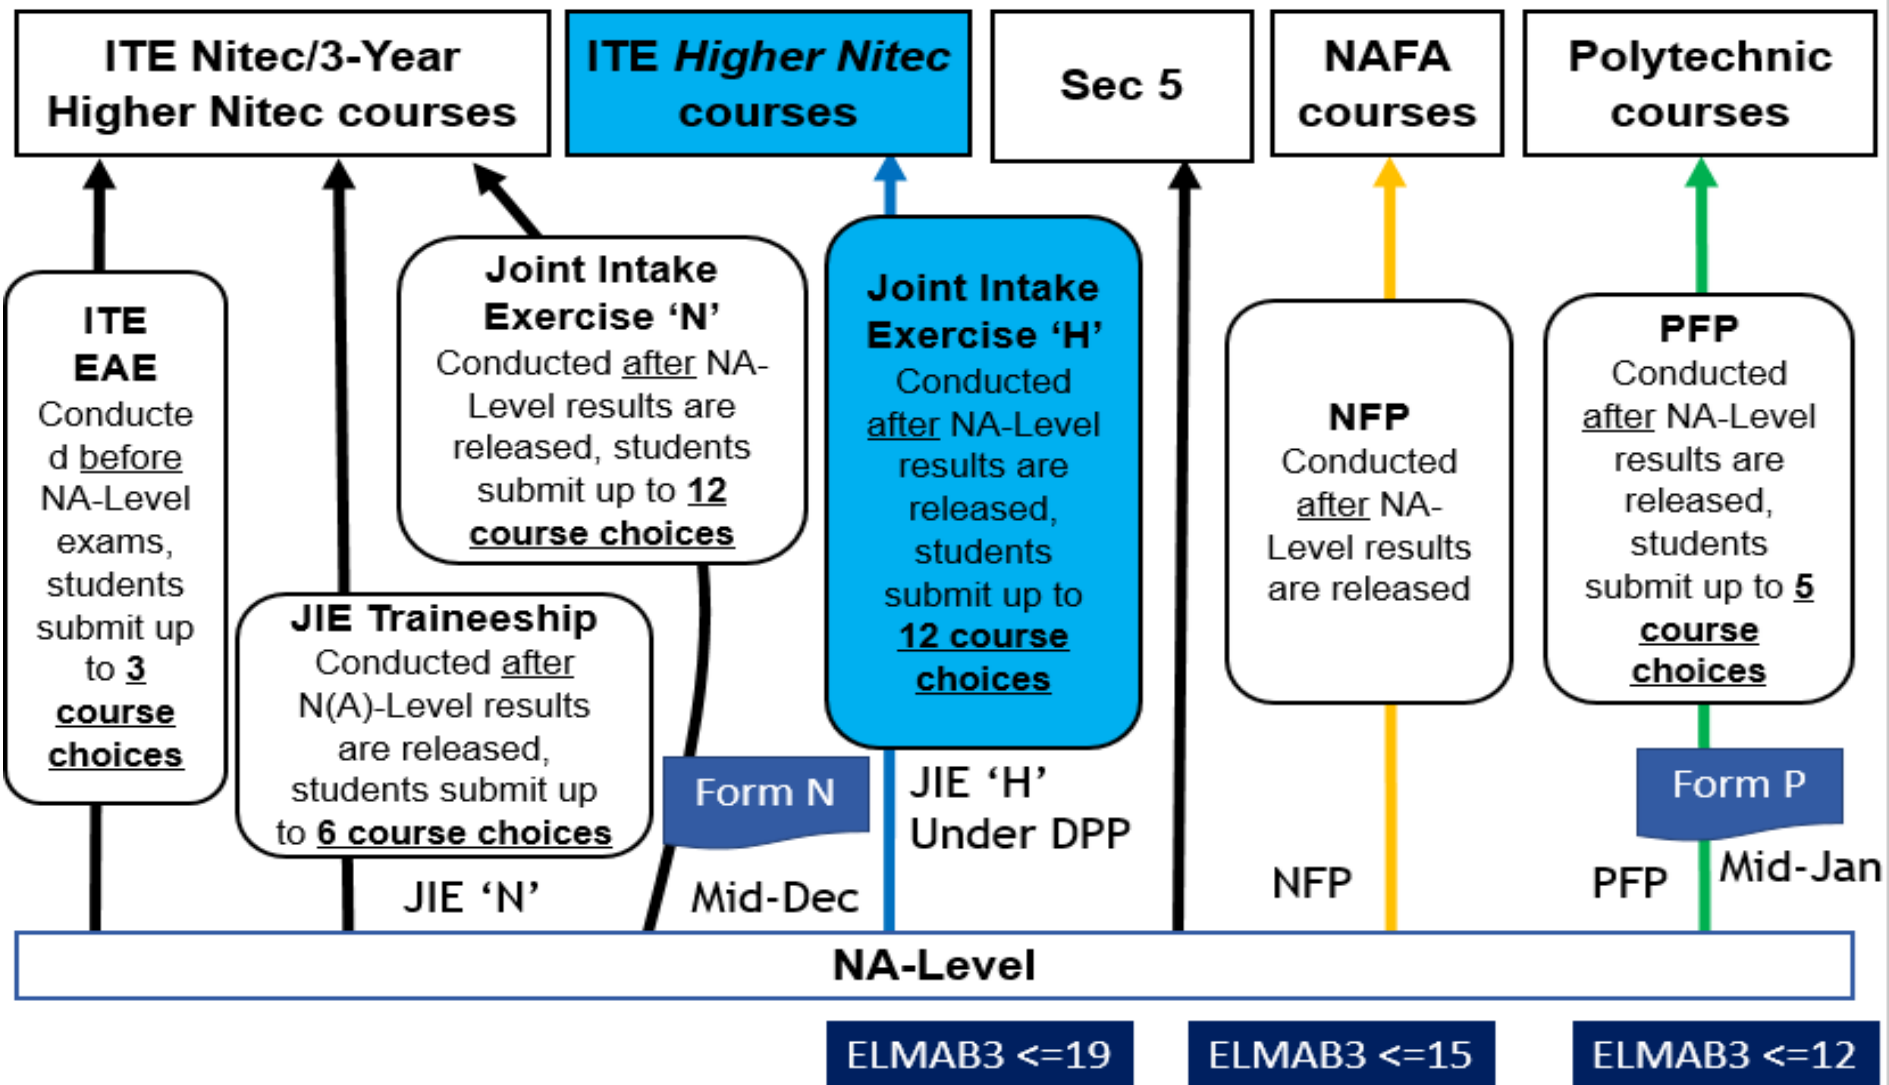 ITE Nitec/3-Year
Higher Nitec courses
ITE Higher Nitec
courses
Sec 5
NAFA
courses
Polytechnic
courses
ITE
EAE
Conducte
d before
NA-Level
exams,
students
submit up
to 3
course
choices
JIE Traineeship
Conducted after
N(A)-Level results
are released,
students submit up
to 6 course choices
Joint Intake
Exercise ‘N’
Conducted after NA-
Level results are
released, students
submit up to 12
course choices
Joint Intake
Exercise ‘H’
Conducted
after NA-Level
results are
released,
students
submit up to
12 course
choices
NFP
Conducted
after NA-
Level results
are released
PFP
Conducted
after NA-Level
results are
released,
students
submit up to 5
course
choices
Form N
JIE ‘H’
Under DPP
Form P
JIE ‘N’
Mid-Dec
NFP
PFP
Mid-Jan
NA-Level
ELMAB3 <=19
ELMAB3 <=15
ELMAB3 <=12